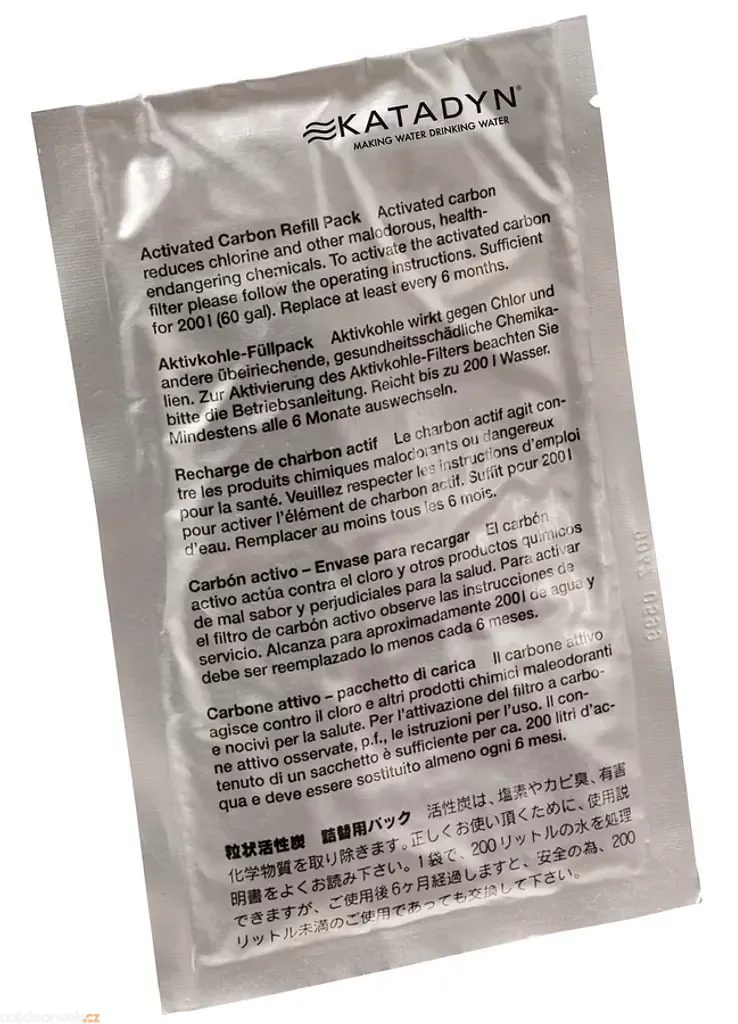 KATADYN®
MAKING WATER DRINKING WATER
Activated Carbon Refill Pack Activated carbon
reduces chlorine and other malodorous, health-
endangering chemicals. To activate the activated carbon
filter please follow the operating instructions. Sufficient
for 200 l (60 gal). Replace at least every 6 months.
Aktivkohle-Füllpack Aktivkohle wirkt gegen Chlor und
andere übelriechende, gesundheitsschädliche Chemika-
lien. Zur Aktivierung des Aktivkohle-Filters beachten Sie
bitte die Betriebsanleitung. Reicht bis zu 200 l Wasser.
Mindestens alle 6 Monate auswechseln.
Recharge de charbon actif Le charbon actif agit con-
tre les produits chimiques malodorants ou dangereux
pour la santé. Veuillez respecter les instructions d'emploi
pour activer l'élément de charbon actif. Suffit pour 200 l
d'eau. Remplacer au moins tous les 6 mois.
Carbón activo – Envase para recargar El carbón
activo actúa contra el cloro y otros productos químicos
de mal sabor y perjudiciales para la salud. Para activar
el filtro de carbón activo observe las instrucciones de
servicio. Alcanza para aproximadamente 200 l de agua y
debe ser reemplazado lo menos cada 6 meses.
Carbone attivo – pacchetto di carica Il carbone attivo
agisce contro il cloro e altri prodotti chimici maleodoranti
e nocivi per la salute. Per l'attivazione del filtro a carbo-
ne attivo osservate, p.f., le istruzioni per l'uso. Il con-
tenuto di un sacchetto è sufficiente per ca. 200 litri d'ac-
qua e deve essere sostituito almeno ogni 6 mesi.
粒状活性炭 詰替用パック 活性炭は、塩素やカビ臭、有害
化学物質を取り除きます。正しくお使い頂くために、使用説
明書をよくお読み下さい。1袋で、200リットルの水を処理
できますが、ご使用後6ヶ月経過しますと、安全の為、200
リットル未満のご使用であっても交換して下さい。
outdoorweb.cz